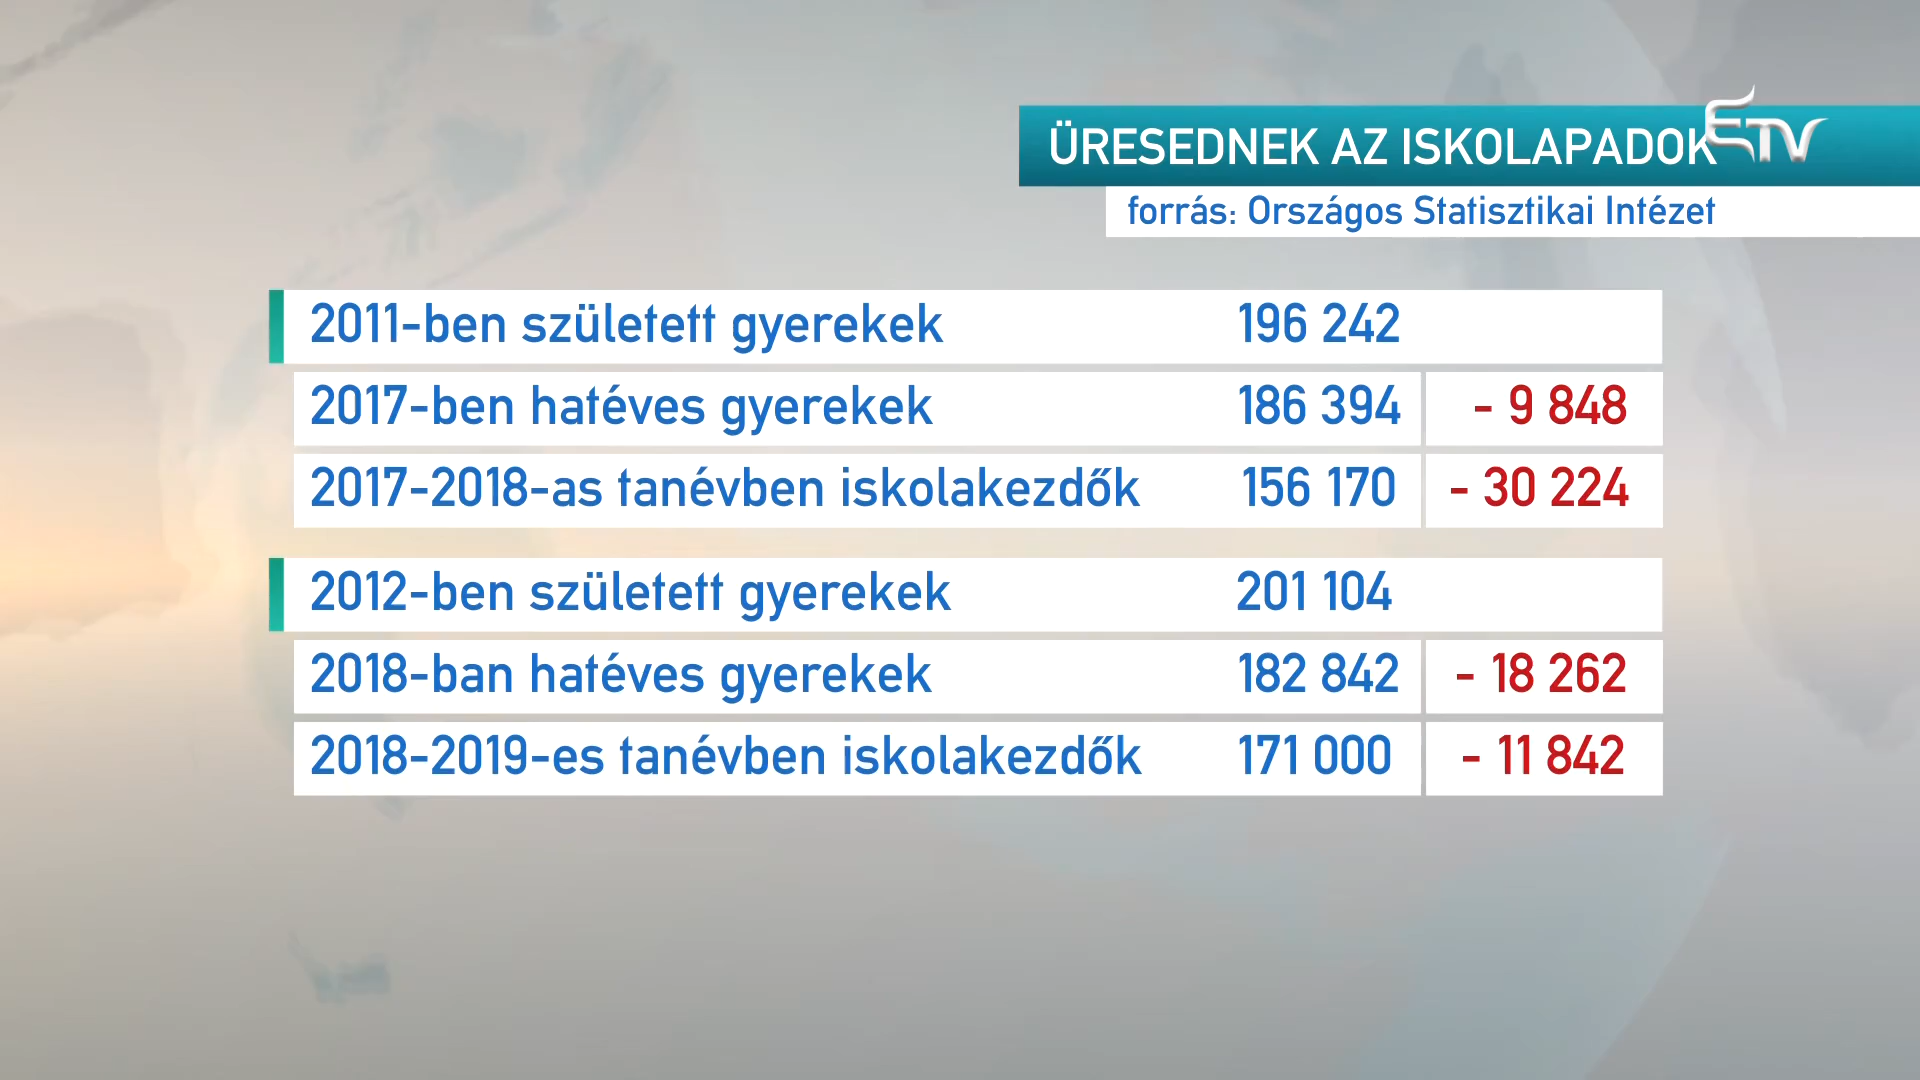 ÜRESEDNEK AZ ISKOLAPADOK
ETV
forrás: Országos Statisztikai Intézet
2011-ben született gyerekek 196 242
2017-ben hatéves gyerekek 186 394 - 9 848
2017-2018-as tanévben iskolakezdők 156 170 - 30 224
2012-ben született gyerekek 201 104
2018-ban hatéves gyerekek 182 842 - 18 262
2018-2019-es tanévben iskolakezdők 171 000 - 11 842